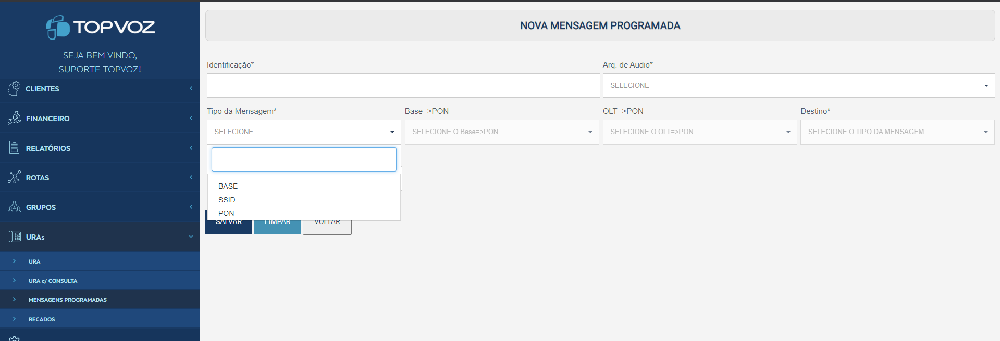 TOPVOZ
SEJA BEM VINDO,
SUPORTE TOPVOZ!
CLIENTES
FINANCEIRO
RELATÓRIOS
ROTAS
GRUPOS
URAs
URA
URA c/ CONSULTA
MENSAGENS PROGRAMADAS
RECADOS
NOVA MENSAGEM PROGRAMADA
Identificação* Arq. de Audio*
SELECIONE
Tipo da Mensagem* Base=>PON OLT=>PON Destino*
SELECIONE SELECIONE O Base=>PON SELECIONE O OLT=>PON SELECIONE O TIPO DA MENSAGEM
BASE
SSID
PON
SALVAR LIMPAR VOLTAR